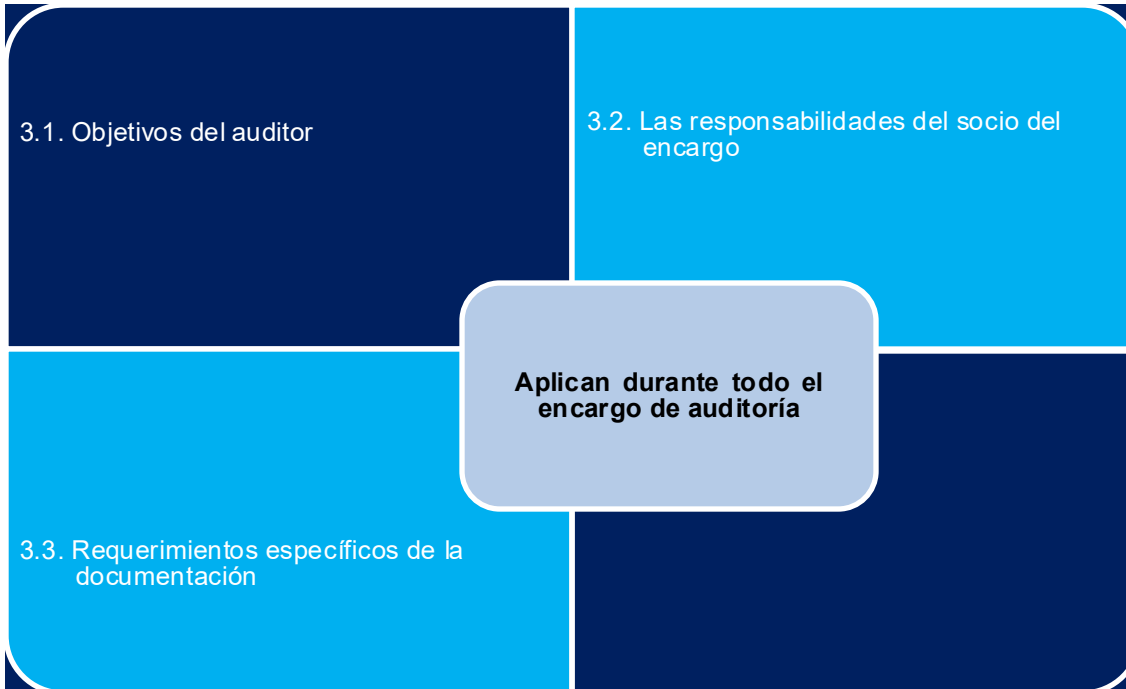 3.1. Objetivos del auditor
3.2. Las responsabilidades del socio del
encargo
Aplican durante todo el
encargo de auditoría
3.3. Requerimientos específicos de la
documentación